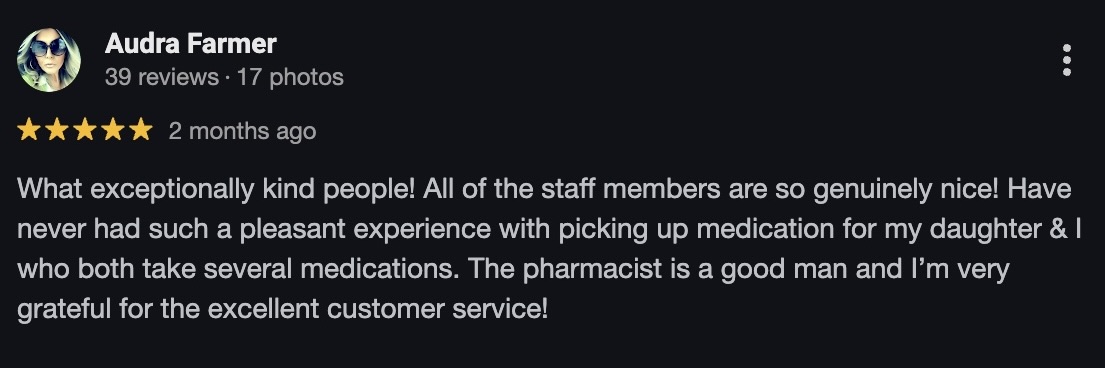 Audra Farmer
39 reviews · 17 photos
2 months ago
What exceptionally kind people! All of the staff members are so genuinely nice! Have
never had such a pleasant experience with picking up medication for my daughter & I
who both take several medications. The pharmacist is a good man and I’m very
grateful for the excellent customer service!